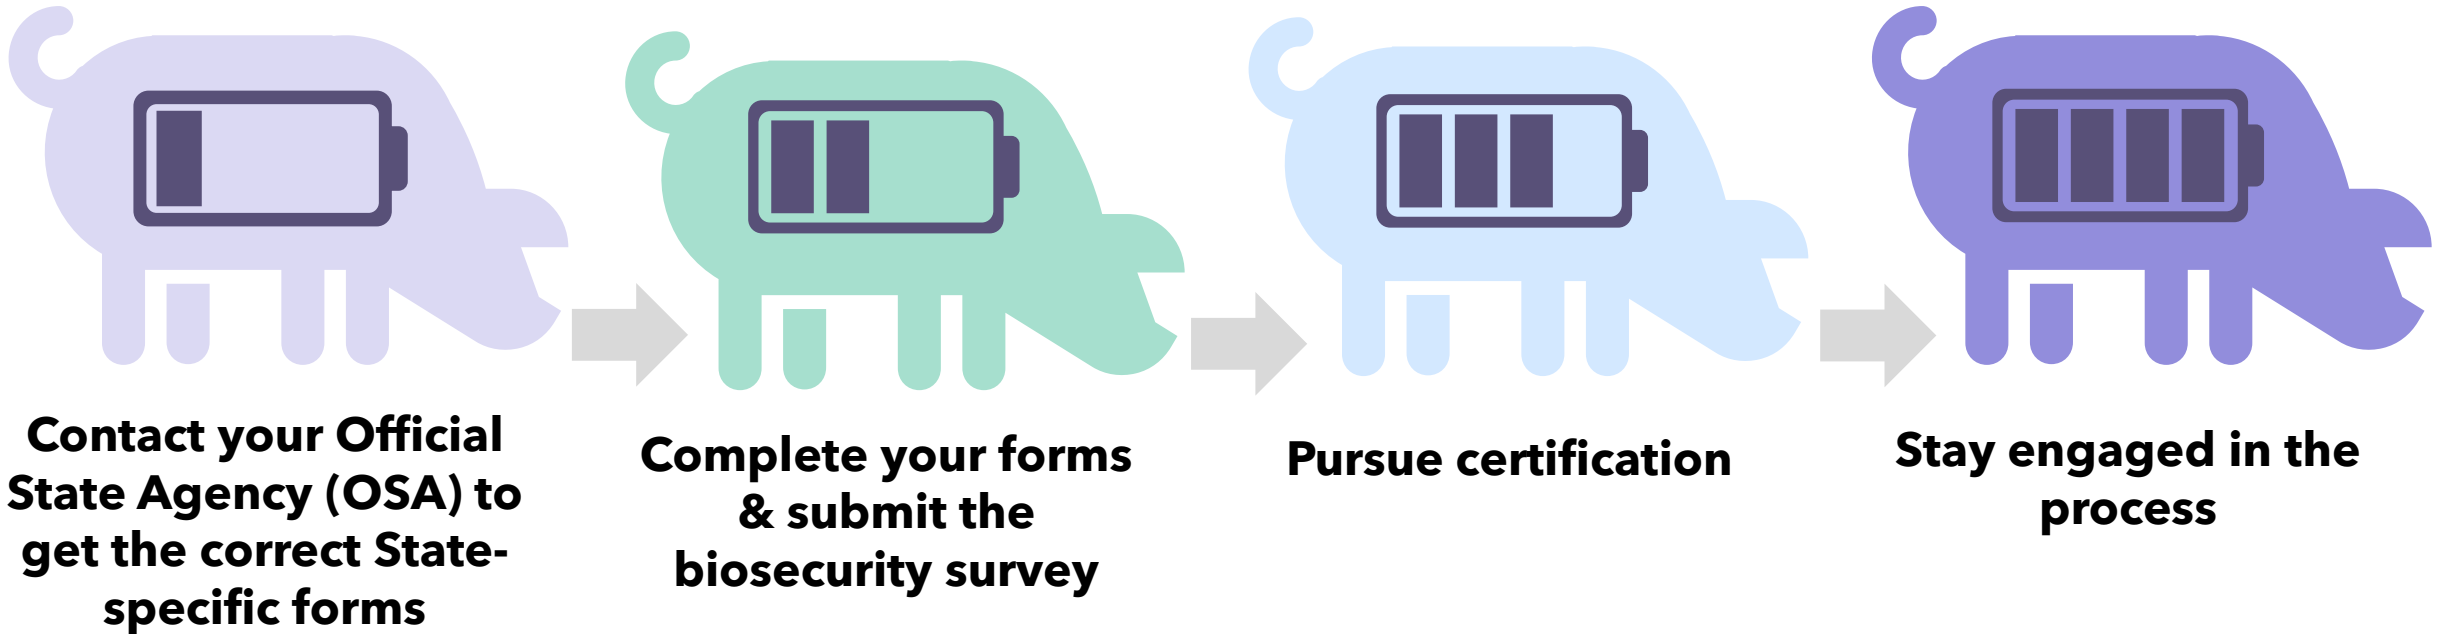 Contact your Official
State Agency (OSA) to
get the correct State-
specific forms
Complete your forms
& submit the
biosecurity survey
Pursue certification
Stay engaged in the
process